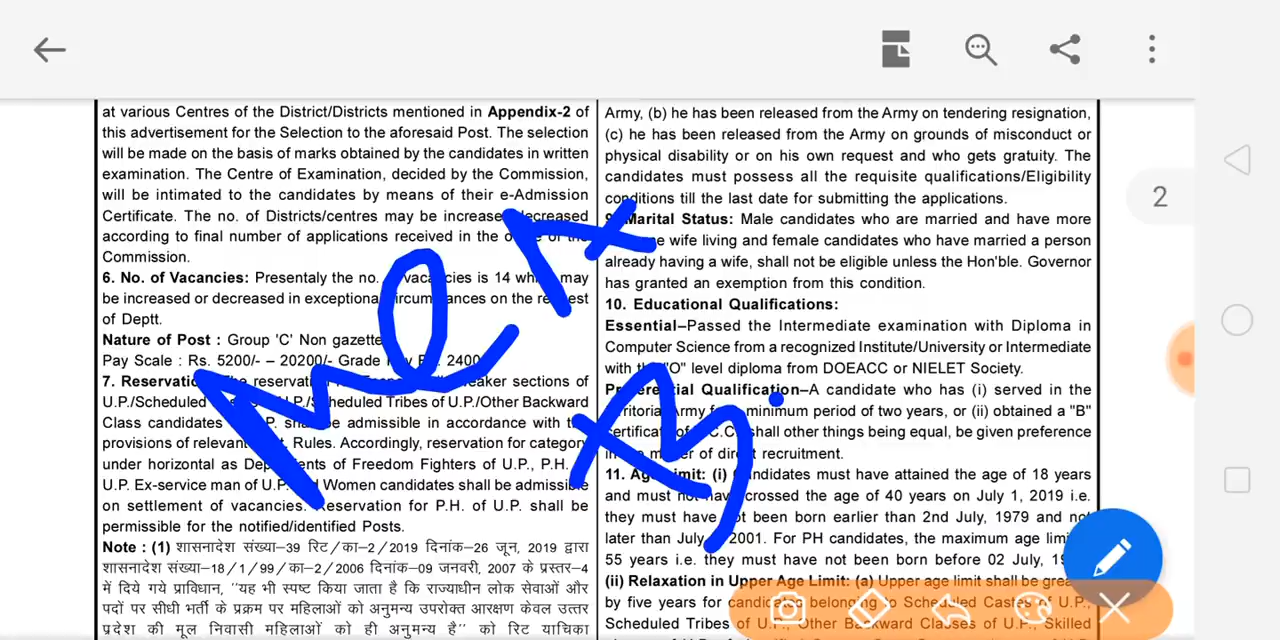 2
at various Centres of the District/Districts mentioned in Appendix-2 of
this advertisement for the Selection to the aforesaid Post. The selection
will be made on the basis of marks obtained by the candidates in written
examination. The Centre of Examination, decided by the Commission,
will be intimated to the candidates by means of their e-Admission
Certificate. The no. of Districts/centres may be increase decreased
according to final number of applications received in the of the
Commission.
6. No. of Vacancies: Presentaly the no. vacancies is 14 may
be increased or decreased in exceptional circumstances on the request
of Deptt.
Nature of Post : Group 'C' Non gazette
Pay Scale : Rs. 5200/- – 20200/- Grade 2400
7. Reservation The reservati sections of
U.P./Scheduled Scheduled Tribes of U.P./Other Backward
Class candidates be admissible in accordance with the
provisions of relevant Rules. Accordingly, reservation for category
under horizontal as Dependents of Freedom Fighters of U.P., P.H.
U.P. Ex-service man of U.P. Women candidates shall be admissible
on settlement of vacancies. Reservation for P.H. of U.P. shall be
permissible for the notified/identified Posts.
Note : (1) शासनादेश संख्या–39 रिट/का–2/2019 दिनांक–26 जून, 2019 द्वारा
शासनादेश संख्या–18/1/99/का–2/2006 दिनांक–09 जनवरी, 2007 के प्रस्तर–4
में दिये गये प्राविधान, "यह भी स्पष्ट किया जाता है कि राज्याधीन लोक सेवाओं और
पदों पर सीधी भर्ती के प्रक्रम पर महिलाओं को अनुमन्य उपरोक्त आरक्षण केवल उत्तर
प्रदेश की मूल निवासी महिलाओं को ही अनुमन्य है" को रिट याचिका
Army, (b) he has been released from the Army on tendering resignation,
(c) he has been released from the Army on grounds of misconduct or
physical disability or on his own request and who gets gratuity. The
candidates must possess all the requisite qualifications/Eligibility
conditions till the last date for submitting the applications.
9. Marital Status: Male candidates who are married and have more
wife living and female candidates who have married a person
already having a wife, shall not be eligible unless the Hon'ble. Governor
has granted an exemption from this condition.
10. Educational Qualifications:
Essential–Passed the Intermediate examination with Diploma in
Computer Science from a recognized Institute/University or Intermediate
with the "O" level diploma from DOEACC or NIELET Society.
Preferential Qualification–A candidate who has (i) served in the
Territorial Army for minimum period of two years, or (ii) obtained a "B"
certificate of shall other things being equal, be given preference
in matter of direct recruitment.
11. Age Limit: (i) Candidates must have attained the age of 18 years
and must not have crossed the age of 40 years on July 1, 2019 i.e.
they must have not been born earlier than 2nd July, 1979 and not
later than July 2001. For PH candidates, the maximum age limit
55 years i.e. they must have not been born before 02 July,
(ii) Relaxation in Upper Age Limit: (a) Upper age limit shall be greater
by five years for candidates belonging to Scheduled Castes of U.P.,
Scheduled Tribes of U.P., Other Backward Classes of U.P., Skilled